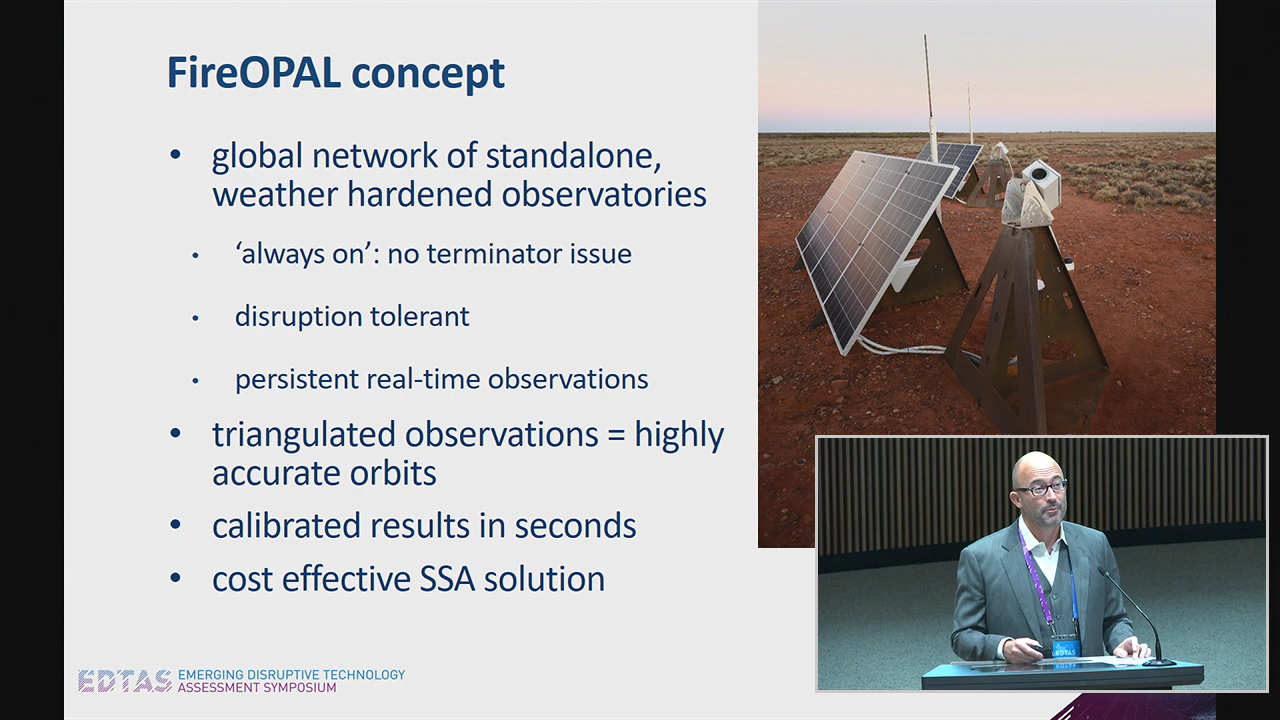 FireOPAL concept
• global network of standalone,
weather hardened observatories
• ‘always on’: no terminator issue
• disruption tolerant
• persistent real-time observations
• triangulated observations = highly
accurate orbits
• calibrated results in seconds
• cost effective SSA solution
EDTAS EMERGING DISRUPTIVE TECHNOLOGY
ASSESSMENT SYMPOSIUM
EDTAS